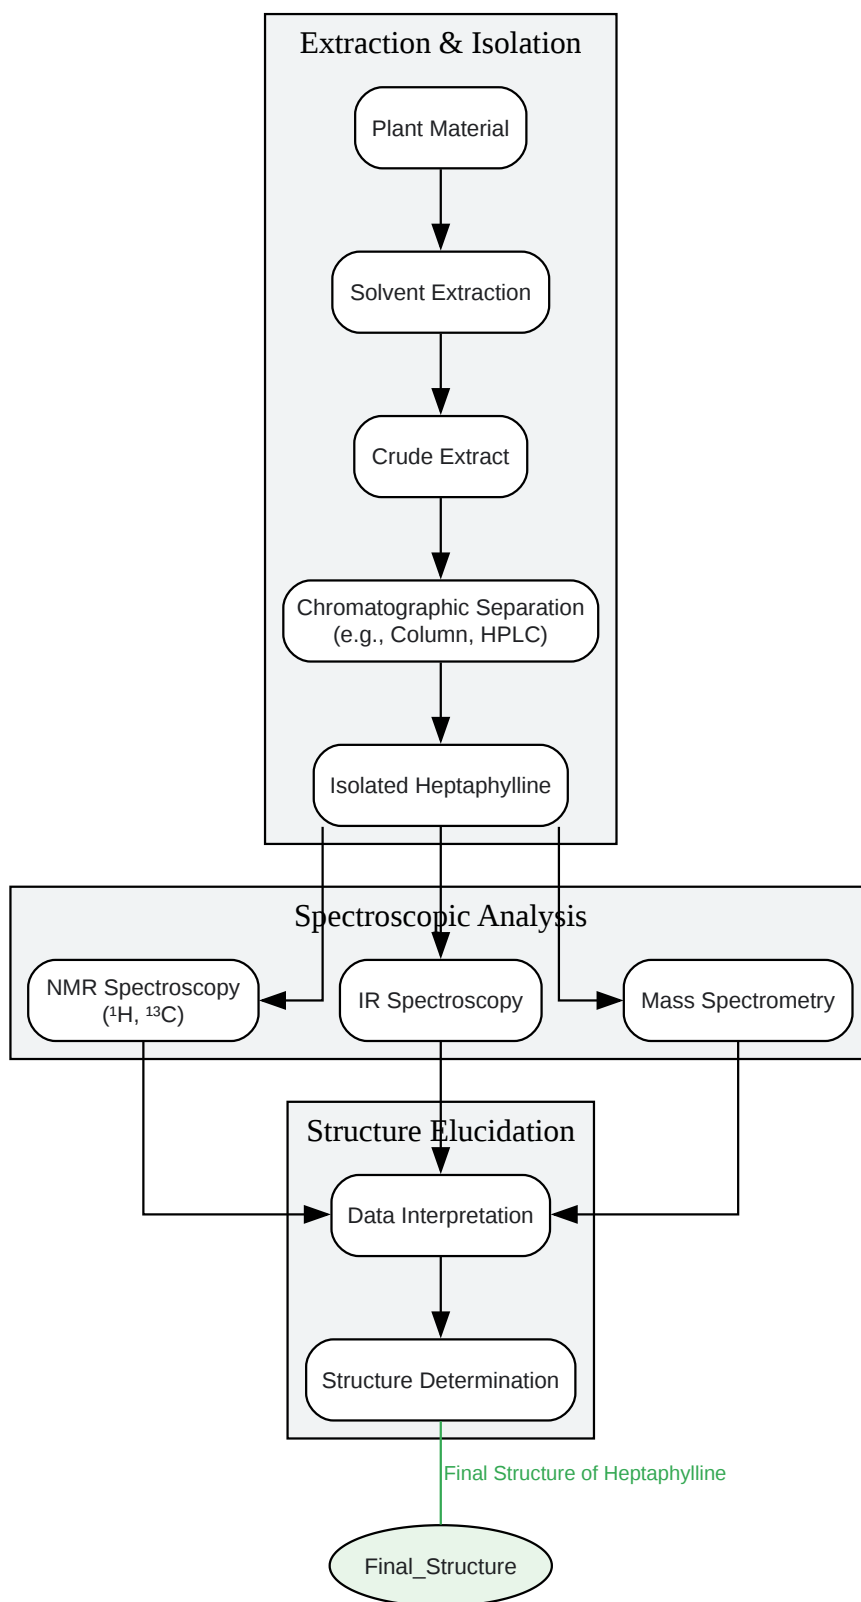 Extraction & Isolation
Plant Material
Solvent Extraction
Crude Extract
Chromatographic Separation
(e.g., Column, HPLC)
Isolated Heptaphylline
Spectroscopic Analysis
NMR Spectroscopy
(¹H, ¹³C)
IR Spectroscopy
Mass Spectrometry
Structure Elucidation
Data Interpretation
Structure Determination
Final Structure of Heptaphylline
Final_Structure